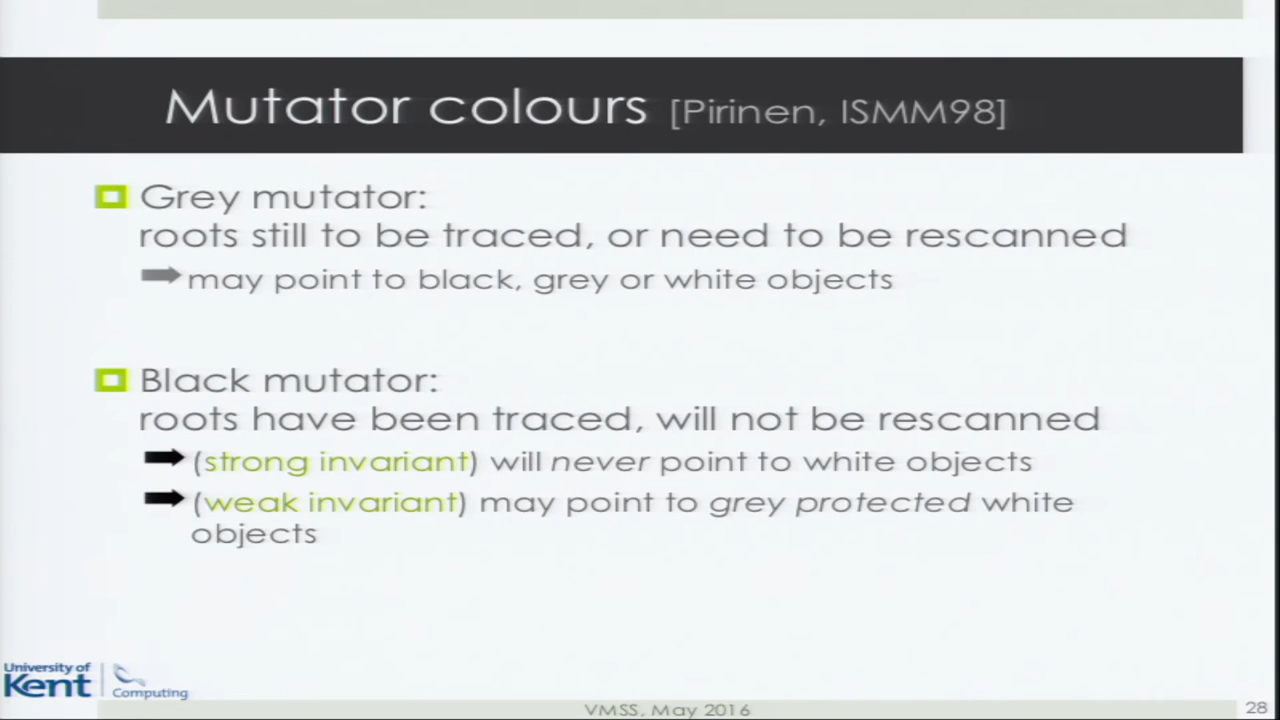 Mutator colours [Pirinen, ISMM98]
Grey mutator:
roots still to be traced, or need to be rescanned
may point to black, grey or white objects
Black mutator:
roots have been traced, will not be rescanned
(strong invariant) will never point to white objects
(weak invariant) may point to grey protected white
objects
University of
Kent
Computing
VMSS, May 2016
28